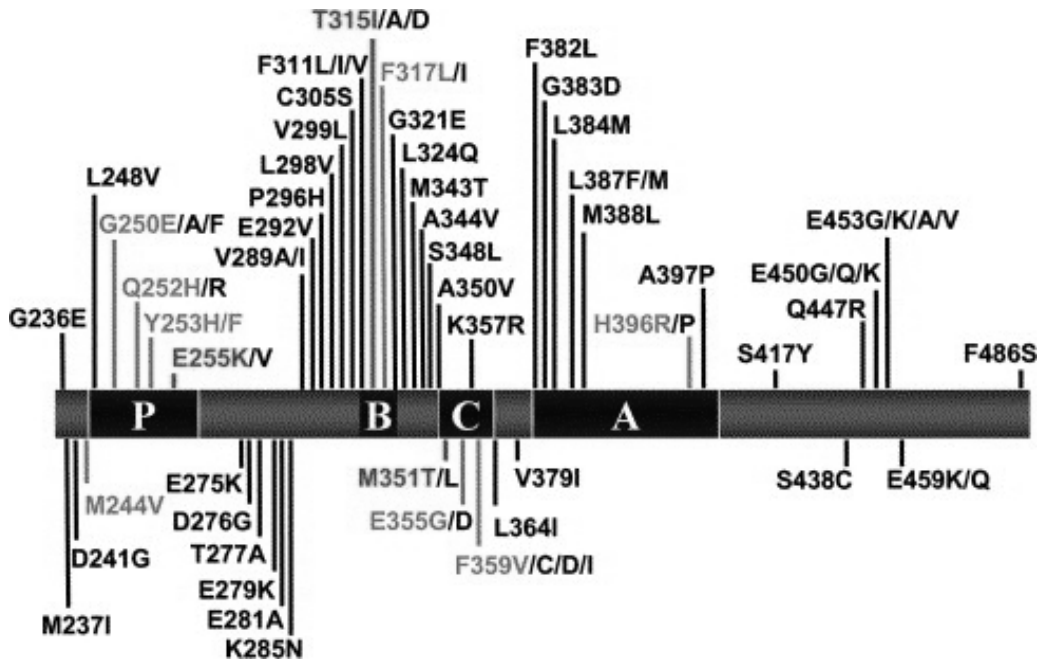 T315I/A/D
F311L/I/V
F317L/I
C305S
V299L
L298V
P296H
E292V
V289A/I
G321E
L324Q
M343T
A344V
S348L
A350V
K357R
L248V
G250E/A/F
Q252H/R
Y253H/F
E255K/V
G236E
F382L
G383D
L384M
L387F/M
M388L
A397P
H396R/P
E453G/K/A/V
E450G/Q/K
Q447R
S417Y
F486S
P
B
C
A
M244V
D241G
M237I
E275K
D276G
T277A
E279K
E281A
K285N
M351T/L
E355G/D
F359V/C/D/I
L364I
V379I
S438C
E459K/Q